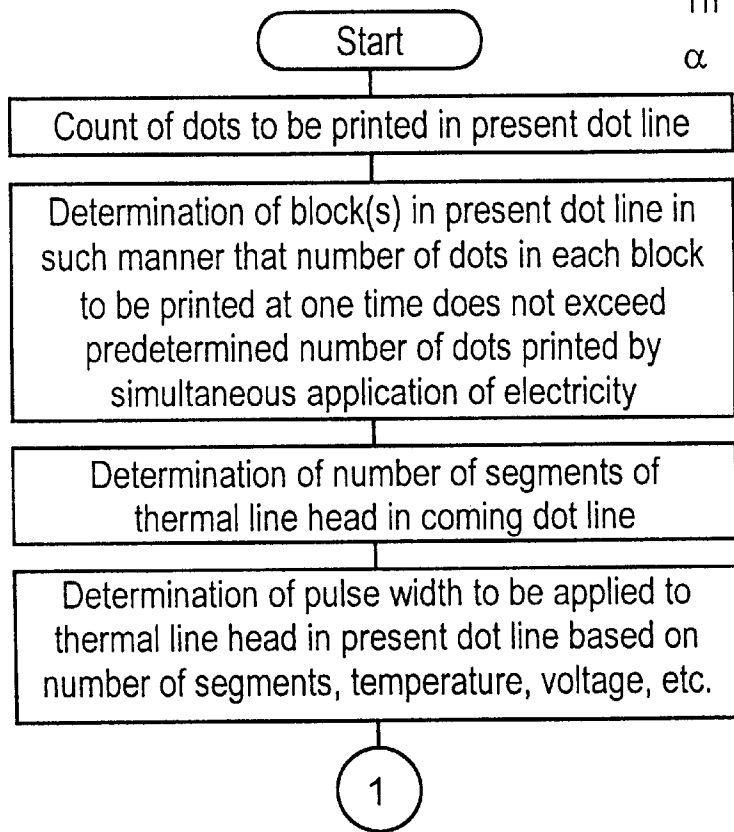 Start
α
Count of dots to be printed in present dot line
Determination of block(s) in present dot line in
such manner that number of dots in each block
to be printed at one time does not exceed
predetermined number of dots printed by
simultaneous application of electricity
Determination of number of segments of
thermal line head in coming dot line
Determination of pulse width to be applied to
thermal line head in present dot line based on
number of segments, temperature, voltage, etc.
1